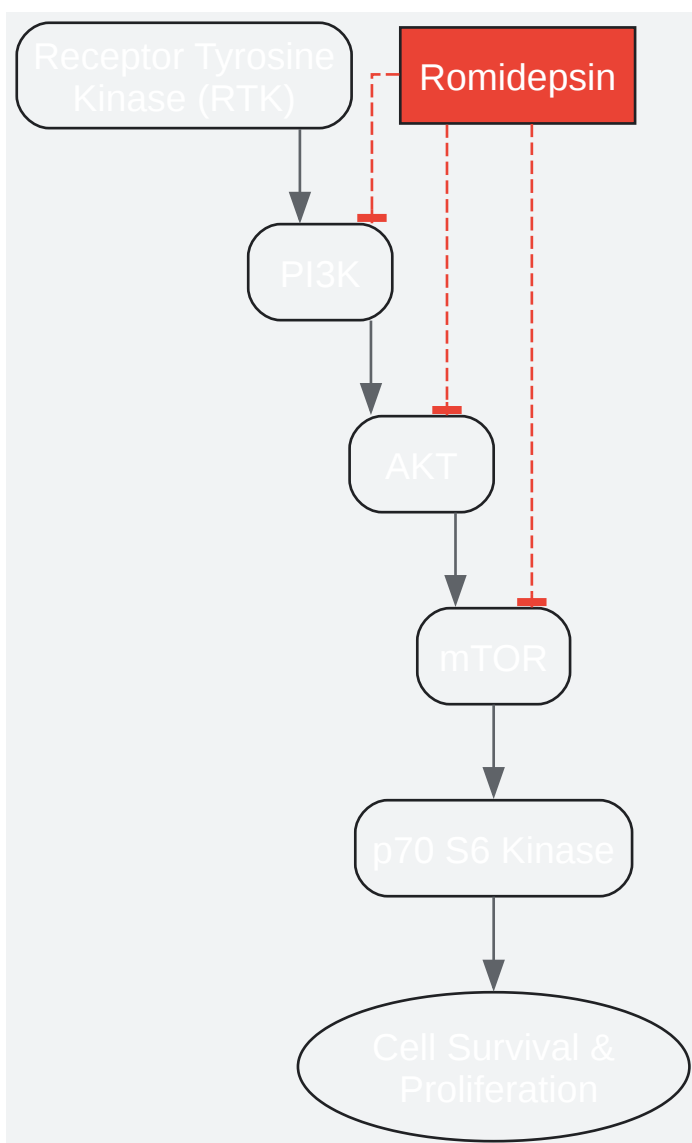 Receptor Tyrosine
Kinase (RTK)
Romidepsin
PI3K
AKT
mTOR
p70 S6 Kinase
Cell Survival &
Proliferation